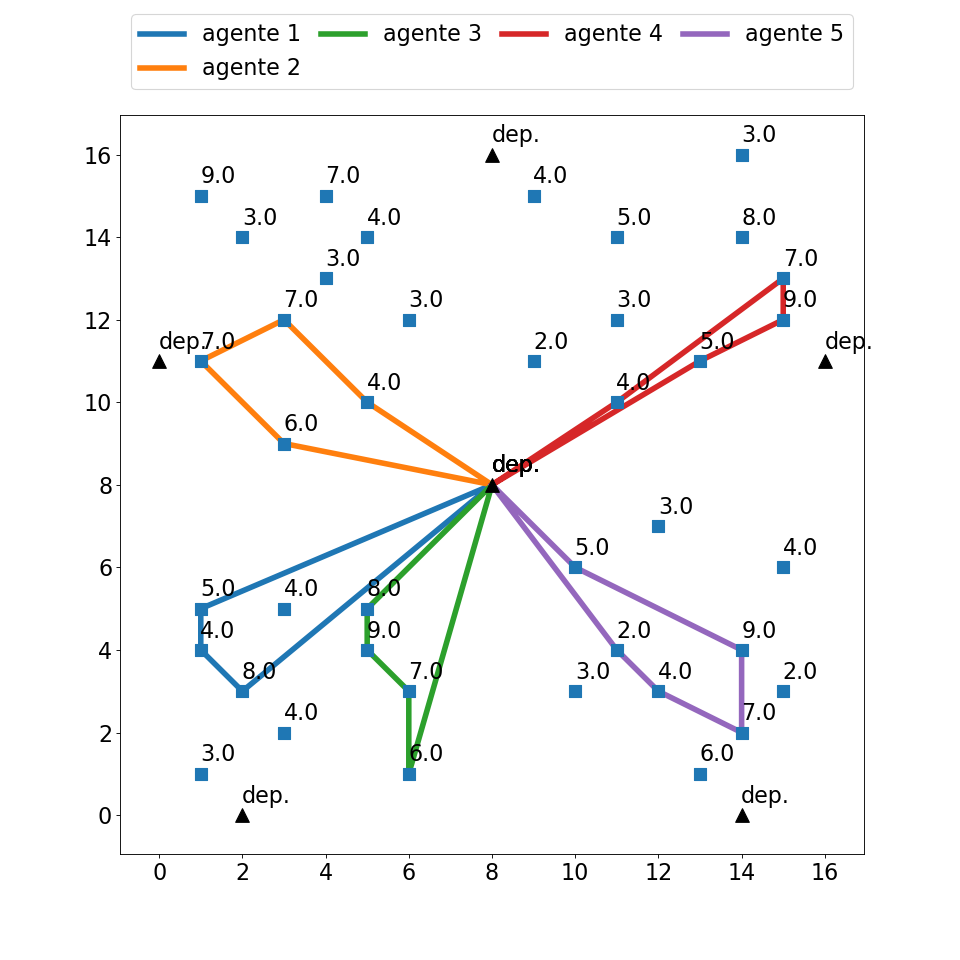 agente 1 agente 3 agente 4 agente 5
agente 2
dep. 3.0
16
9.0 7.0 4.0
3.0 4.0 5.0 8.0
14
3.0 7.0
7.0 3.0 3.0 9.0
12
dep. 7.0 2.0 5.0 dep.
4.0 4.0
10
6.0
dep.
8
3.0
5.0 4.0
6
5.0 4.0 8.0
4.0 9.0 2.0 9.0
4
8.0 7.0 3.0 4.0 2.0
4.0 7.0
2
3.0 6.0 6.0
dep. dep.
0
0 2 4 6 8 10 12 14 16